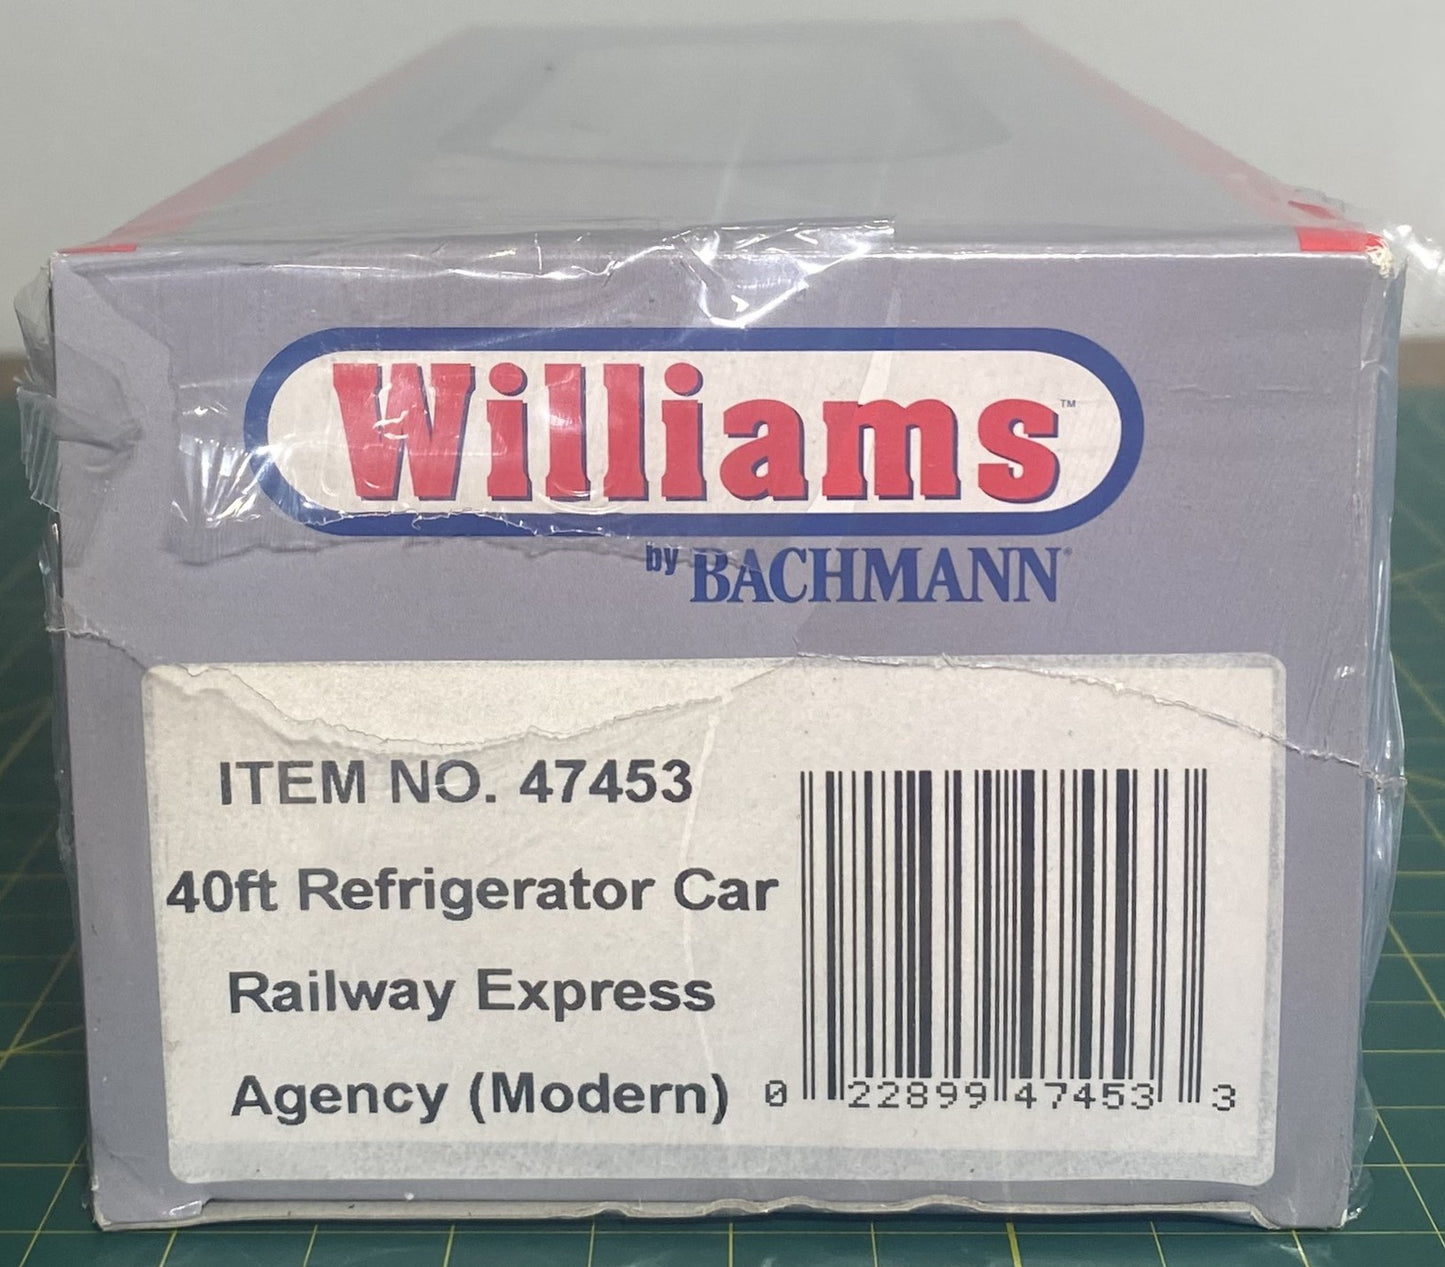 Williams™
by BACHMANN®
ITEM NO. 47453
40ft Refrigerator Car
Railway Express
Agency (Modern)
0 22899 47453 3